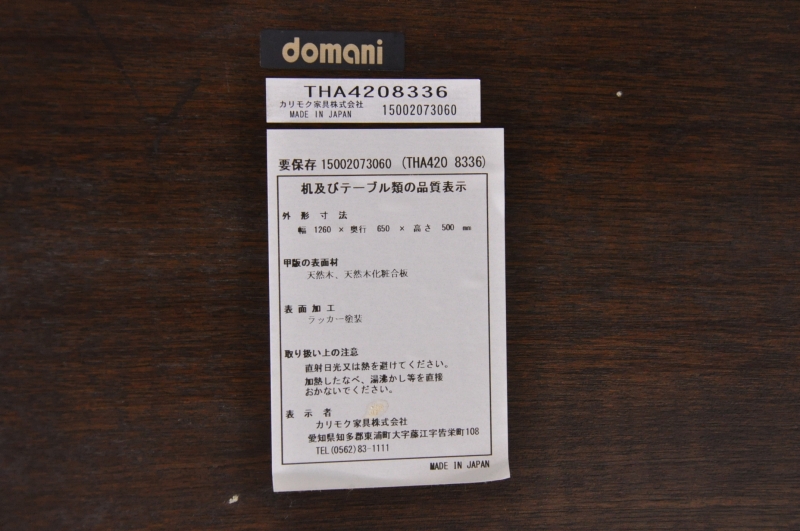 domani
THA4208336
カリモク家具株式会社
MADE IN JAPAN 15002073060
要保存 15002073060 (THA420 8336)
机及びテーブル類の品質表示
外形寸法
幅 1260 × 奥行 650 × 高さ 500 mm
甲版の表面材
天然木、天然木化粧合板
表面加工
ラッカー塗装
取り扱い上の注意
直射日光又は熱を避けてください。
加熱したなべ、湯沸かし等を直接
おかないでください。
表示者
カリモク家具株式会社
愛知県知多郡東浦町大字藤江字皆栄町108
TEL(0562)83-1111
MADE IN JAPAN